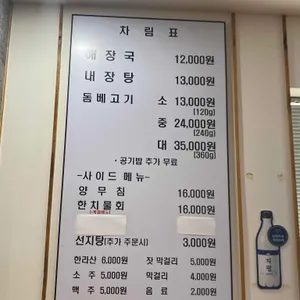 차 림 표
해 장 국 12,000원
내 장 탕 13,000원
돔베고기 소 13,000원
(120g)
중 24,000원
(240g)
대 35,000원
(360g)
· 공기밥 추가 무료
-사이드 메뉴-
양 무 침 16,000원
한치물회 16,000원
선지탕(추가 주문시) 3,000원
한라산 6,000원 잣 막걸리 5,000원
소 주 5,000원 막걸리 4,000원
맥 주 5,000원 음 료 2,000원